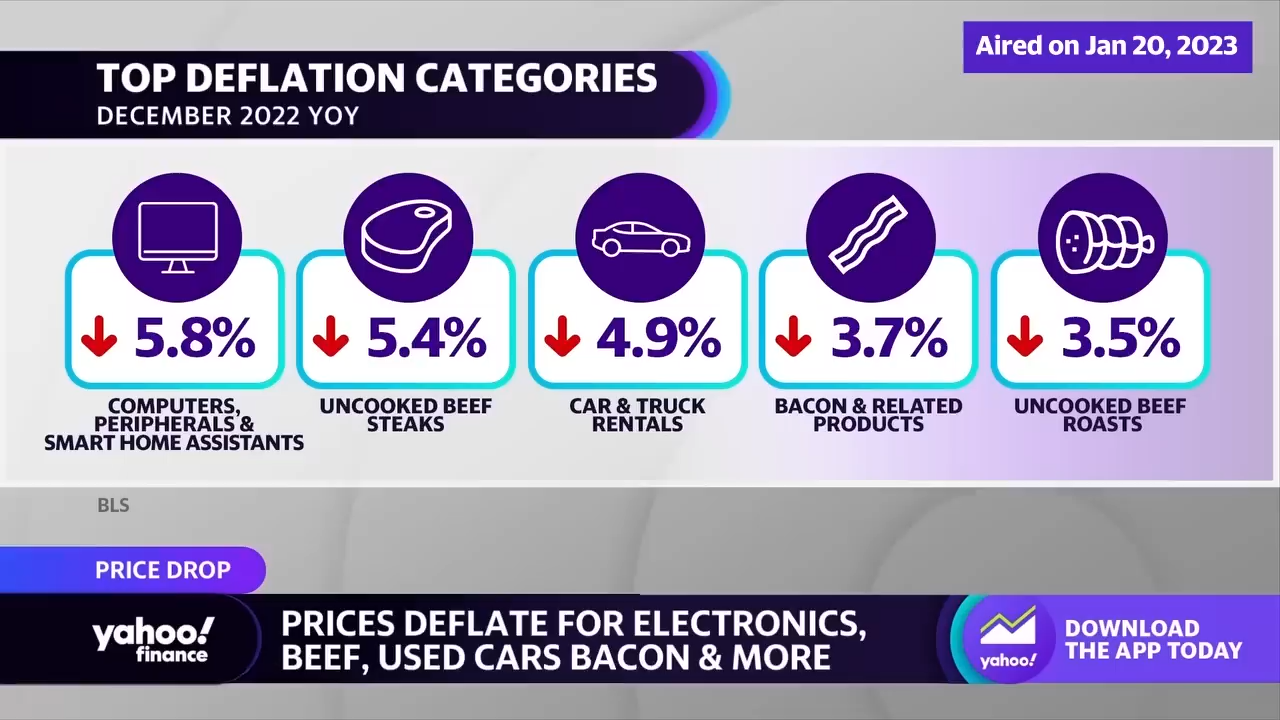 Aired on Jan 20, 2023
TOP DEFLATION CATEGORIES
DECEMBER 2022 YOY
5.8%
COMPUTERS,
PERIPHERALS &
SMART HOME ASSISTANTS
5.4%
UNCOOKED BEEF
STEAKS
4.9%
CAR & TRUCK
RENTALS
3.7%
BACON & RELATED
PRODUCTS
3.5%
UNCOOKED BEEF
ROASTS
BLS
PRICE DROP
yahoo!
finance
PRICES DEFLATE FOR ELECTRONICS,
BEEF, USED CARS BACON & MORE
yahoo!
DOWNLOAD
THE APP TODAY